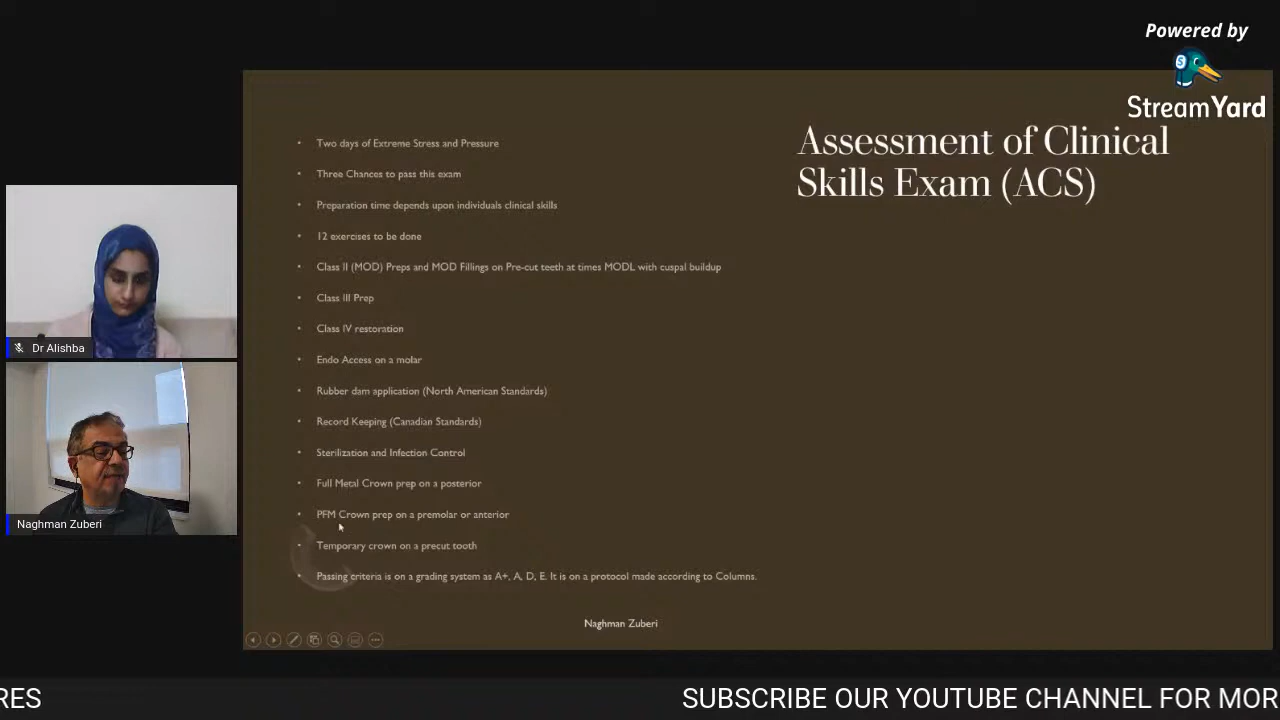 Powered by
StreamYard
Assessment of Clinical
Skills Exam (ACS)
• Two days of Extreme Stress and Pressure
• Three Chances to pass this exam
• Preparation time depends upon individuals clinical skills
• 12 exercises to be done
• Class II (MOD) Preps and MOD Fillings on Pre-cut teeth at times MODL with cuspal buildup
• Class III Prep
• Class IV restoration
• Endo Access on a molar
• Rubber dam application (North American Standards)
• Record Keeping (Canadian Standards)
• Sterilization and Infection Control
• Full Metal Crown prep on a posterior
• PFM Crown prep on a premolar or anterior
• Temporary crown on a precut tooth
• Passing criteria is on a grading system as A+, A, D, E. It is on a protocol made according to Columns.
Naghman Zuberi
Dr Alishba
Naghman Zuberi
RES
SUBSCRIBE OUR YOUTUBE CHANNEL FOR MOR